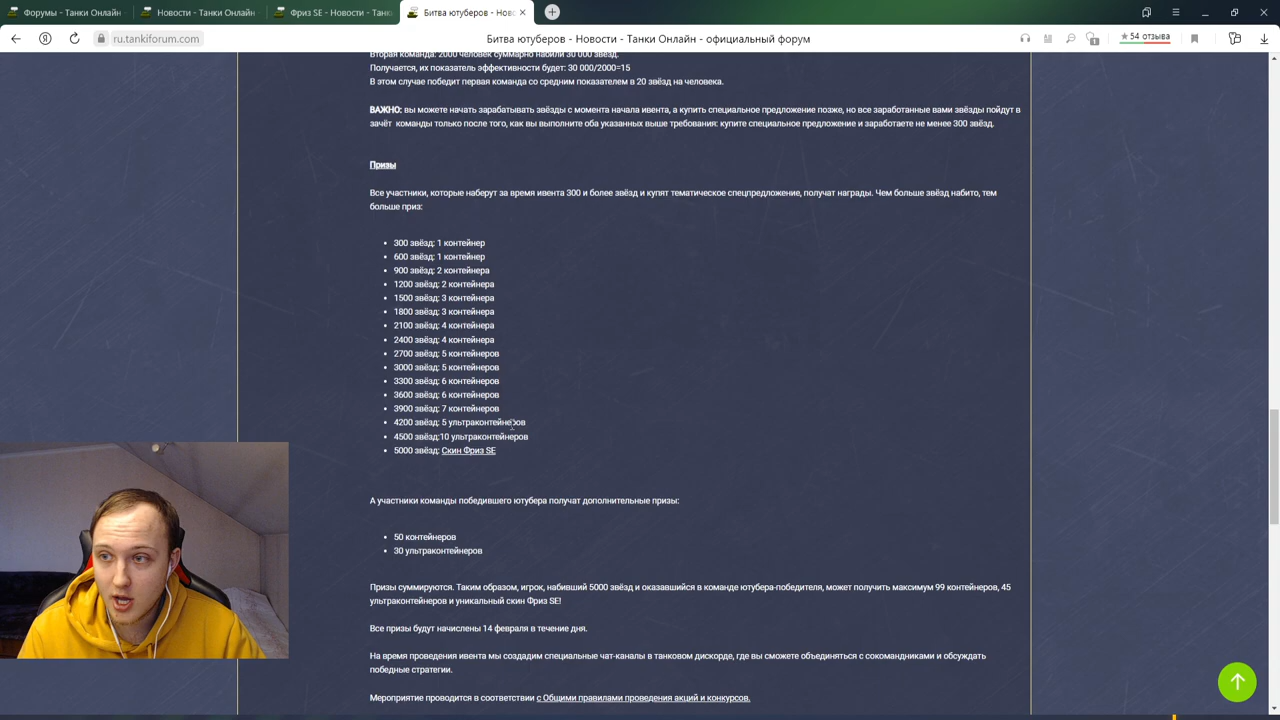 Форумы - Танки Онлайн
Новости - Танки Онлайн
Фриз SE - Новости - Танк
Битва ютуберов - Нов
ru.tankiforum.com
Битва ютуберов - Новости - Танки Онлайн - официальный форум
54 отзыва
Вторая команда: 2000 человек суммарно набили 30 000 звёзд.
Получается, их показатель эффективности будет: 30 000/2000=15
В этом случае победит первая команда со средним показателем в 20 звёзд на человека.
ВАЖНО: вы можете начать зарабатывать звёзды с момента начала ивента, а купить специальное предложение позже, но все заработанные вами звёзды пойдут в
зачёт команды только после того, как вы выполните оба указанных выше требования: купите специальное предложение и заработаете не менее 300 звёзд.
Призы
Все участники, которые наберут за время ивента 300 и более звёзд и купят тематическое спецпредложение, получат награды. Чем больше звёзд набито, тем
больше приз:
• 300 звёзд: 1 контейнер
• 600 звёзд: 1 контейнер
• 900 звёзд: 2 контейнера
• 1200 звёзд: 2 контейнера
• 1500 звёзд: 3 контейнера
• 1800 звёзд: 3 контейнера
• 2100 звёзд: 4 контейнера
• 2400 звёзд: 4 контейнера
• 2700 звёзд: 5 контейнеров
• 3000 звёзд: 5 контейнеров
• 3300 звёзд: 6 контейнеров
• 3600 звёзд: 6 контейнеров
• 3900 звёзд: 7 контейнеров
• 4200 звёзд: 5 ультраконтейнеров
• 4500 звёзд:10 ультраконтейнеров
• 5000 звёзд: Скин Фриз SE
А участники команды победившего ютубера получат дополнительные призы:
• 50 контейнеров
• 30 ультраконтейнеров
Призы суммируются. Таким образом, игрок, набивший 5000 звёзд и оказавшийся в команде ютубера-победителя, может получить максимум 99 контейнеров, 45
ультраконтейнеров и уникальный скин Фриз SE!
Все призы будут начислены 14 февраля в течение дня.
На время проведения ивента мы создадим специальные чат-каналы в танковом дискорде, где вы сможете объединяться с сокомандниками и обсуждать
победные стратегии.
Мероприятие проводится в соответствии с Общими правилами проведения акций и конкурсов.